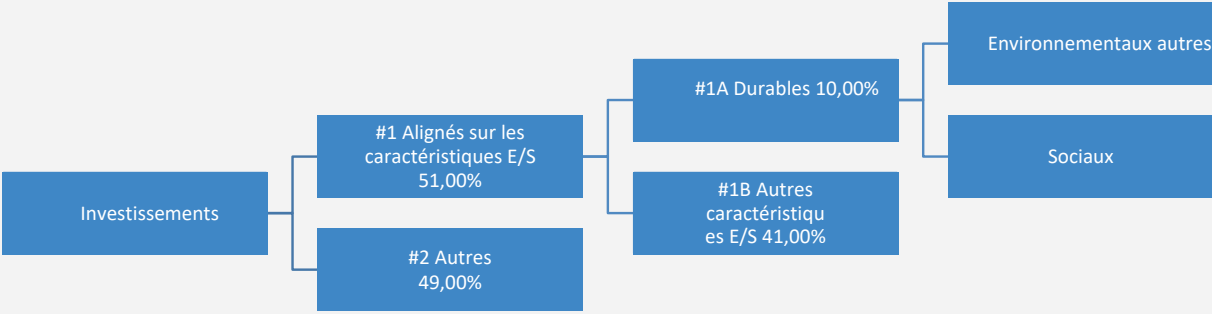 Investissements
#1 Alignés sur les
caractéristiques E/S
51,00%
#2 Autres
49,00%
#1A Durables 10,00%
#1B Autres
caractéristiqu
es E/S 41,00%
Environnementaux autres
Sociaux